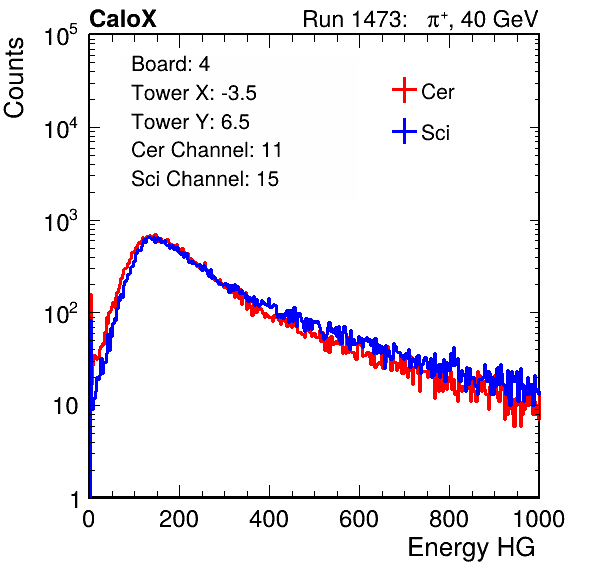 CaloX Run 1473: π⁺, 40 GeV
Counts
Board: 4
Tower X: -3.5
Tower Y: 6.5
Cer Channel: 11
Sci Channel: 15
Cer
Sci
10⁵
10⁴
10³
10²
10
1
0 200 400 600 800 1000
Energy HG